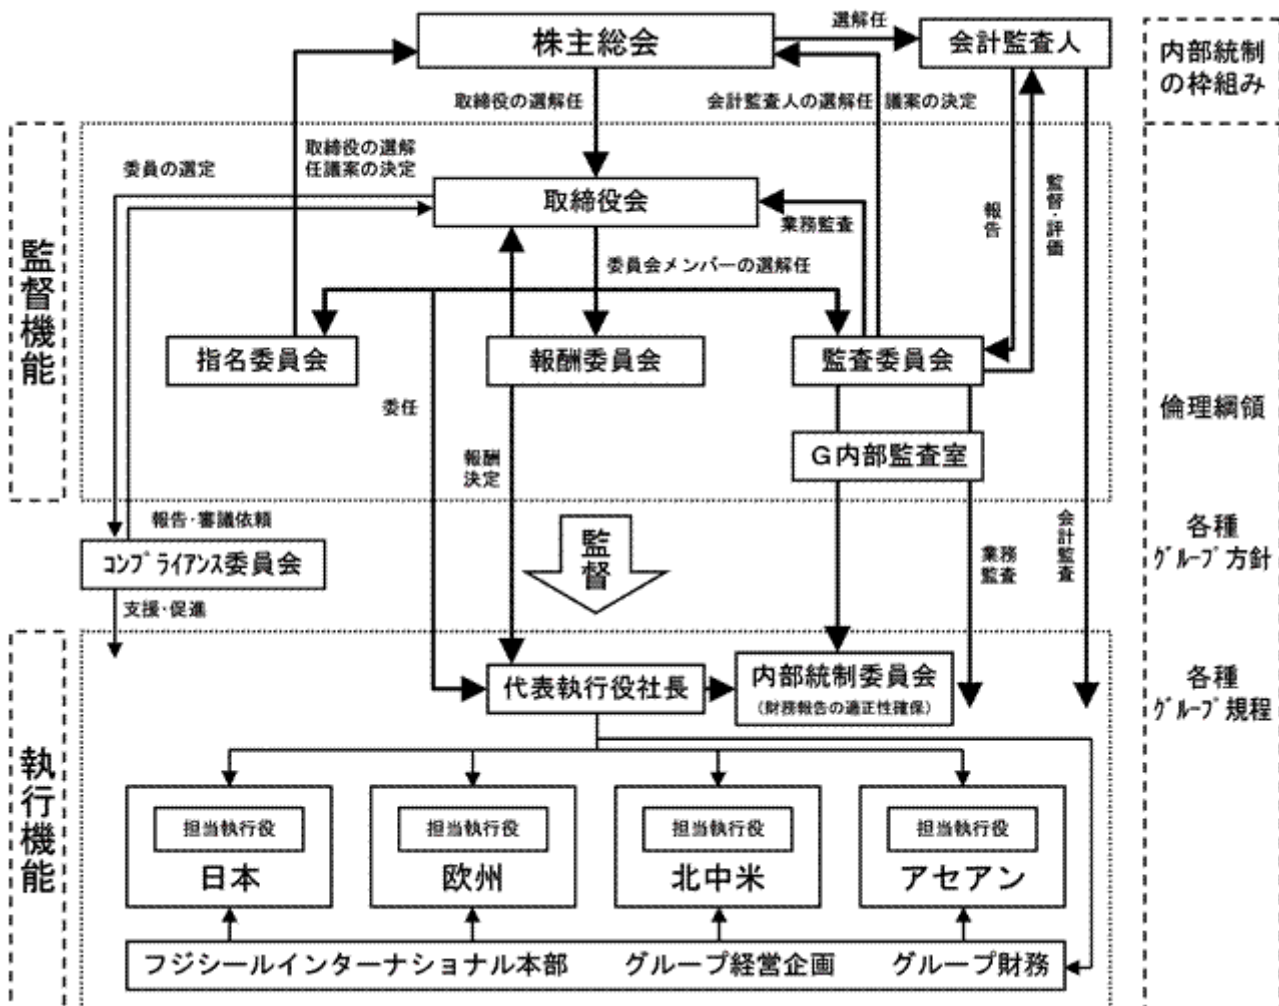 選解任
株主総会
会計監査人
内部統制
の枠組み
取締役の選解任
会計監査人の選解任 議案の決定
委員の選定
取締役の選解
任議案の決定
取締役会
業務監査
報告
監督・評価
監督機能
委員会メンバーの選解任
指名委員会
報酬委員会
監査委員会
委任
倫理綱領
G内部監査室
報酬
決定
報告・審議依頼
監督
業務
監査
会計監査
各種
グループ方針
コンプライアンス委員会
支援・促進
代表執行役社長
内部統制委員会
(財務報告の適正性確保)
各種
グループ規程
執行機能
担当執行役
日本
担当執行役
欧州
担当執行役
北中米
担当執行役
アセアン
フジシールインターナショナル本部 グループ経営企画 グループ財務